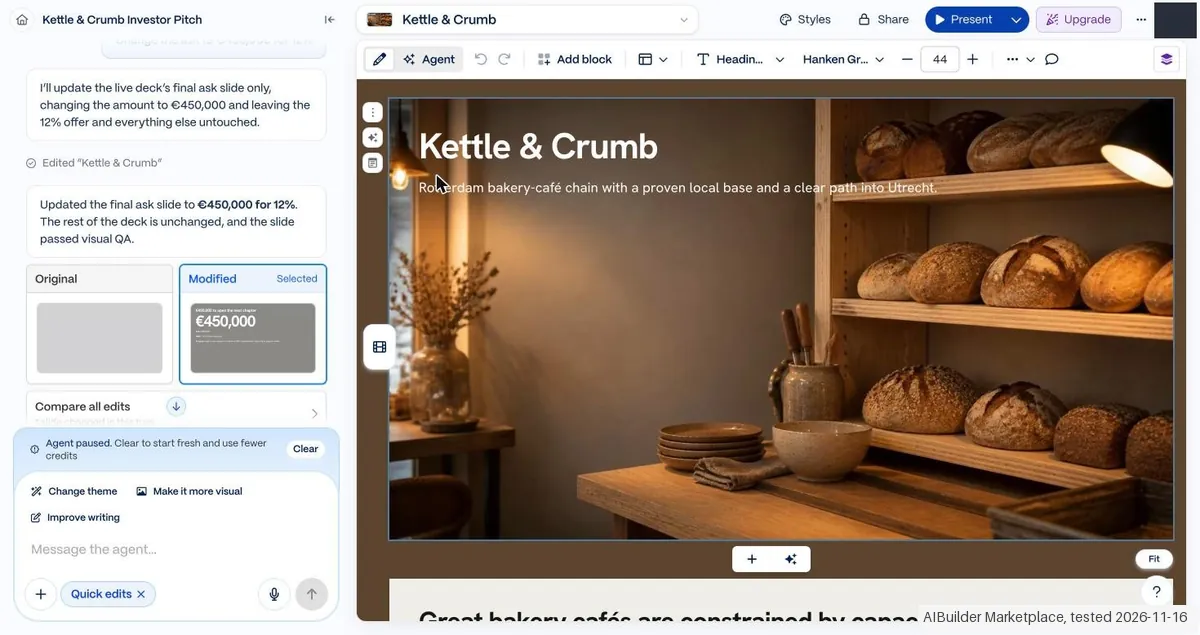 Kettle & Crumb Investor Pitch
Kettle & Crumb
Styles
Share
Present
Upgrade
I'll update the live deck's final ask slide only,
changing the amount to €450,000 and leaving the
12% offer and everything else untouched.
Edited "Kettle & Crumb"
Updated the final ask slide to €450,000 for 12%.
The rest of the deck is unchanged, and the slide
passed visual QA.
Original
Modified
Selected
€450,000
Compare all edits
Agent paused. Clear to start fresh and use fewer
credits
Clear
Change theme
Make it more visual
Improve writing
Message the agent...
Quick edits
Agent
Add block
Headin...
Hanken Gr...
44
Kettle & Crumb
Rotterdam bakery-café chain with a proven local base and a clear path into Utrecht.
Fit
?
Great bakery cafés are constrained by capac
AIBuilder Marketplace, tested 2026-11-16